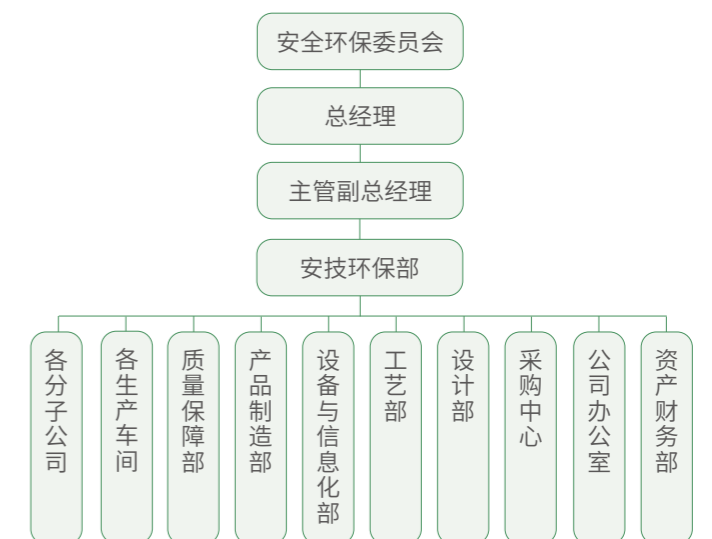 安全环保委员会
总经理
主管副总经理
安技环保部
各分子公司
各生产车间
质量保障部
产品制造部
设备与信息化部
工艺部
设计部
采购中心
公司办公室
资产财务部